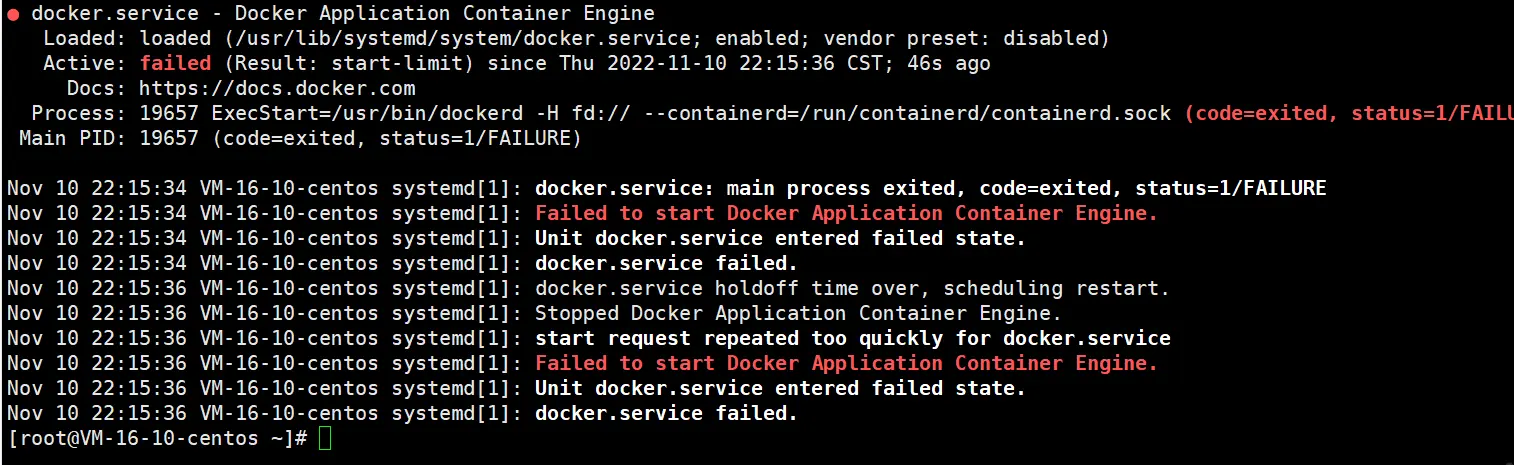 ● docker.service - Docker Application Container Engine
Loaded: loaded (/usr/lib/systemd/system/docker.service; enabled; vendor preset: disabled)
Active: failed (Result: start-limit) since Thu 2022-11-10 22:15:36 CST; 46s ago
Docs: https://docs.docker.com
Process: 19657 ExecStart=/usr/bin/dockerd -H fd:// --containerd=/run/containerd/containerd.sock (code=exited, status=1/FAILU
Main PID: 19657 (code=exited, status=1/FAILURE)
Nov 10 22:15:34 VM-16-10-centos systemd[1]: docker.service: main process exited, code=exited, status=1/FAILURE
Nov 10 22:15:34 VM-16-10-centos systemd[1]: Failed to start Docker Application Container Engine.
Nov 10 22:15:34 VM-16-10-centos systemd[1]: Unit docker.service entered failed state.
Nov 10 22:15:34 VM-16-10-centos systemd[1]: docker.service failed.
Nov 10 22:15:36 VM-16-10-centos systemd[1]: docker.service holdoff time over, scheduling restart.
Nov 10 22:15:36 VM-16-10-centos systemd[1]: Stopped Docker Application Container Engine.
Nov 10 22:15:36 VM-16-10-centos systemd[1]: start request repeated too quickly for docker.service
Nov 10 22:15:36 VM-16-10-centos systemd[1]: Failed to start Docker Application Container Engine.
Nov 10 22:15:36 VM-16-10-centos systemd[1]: Unit docker.service entered failed state.
Nov 10 22:15:36 VM-16-10-centos systemd[1]: docker.service failed.
[root@VM-16-10-centos ~]#